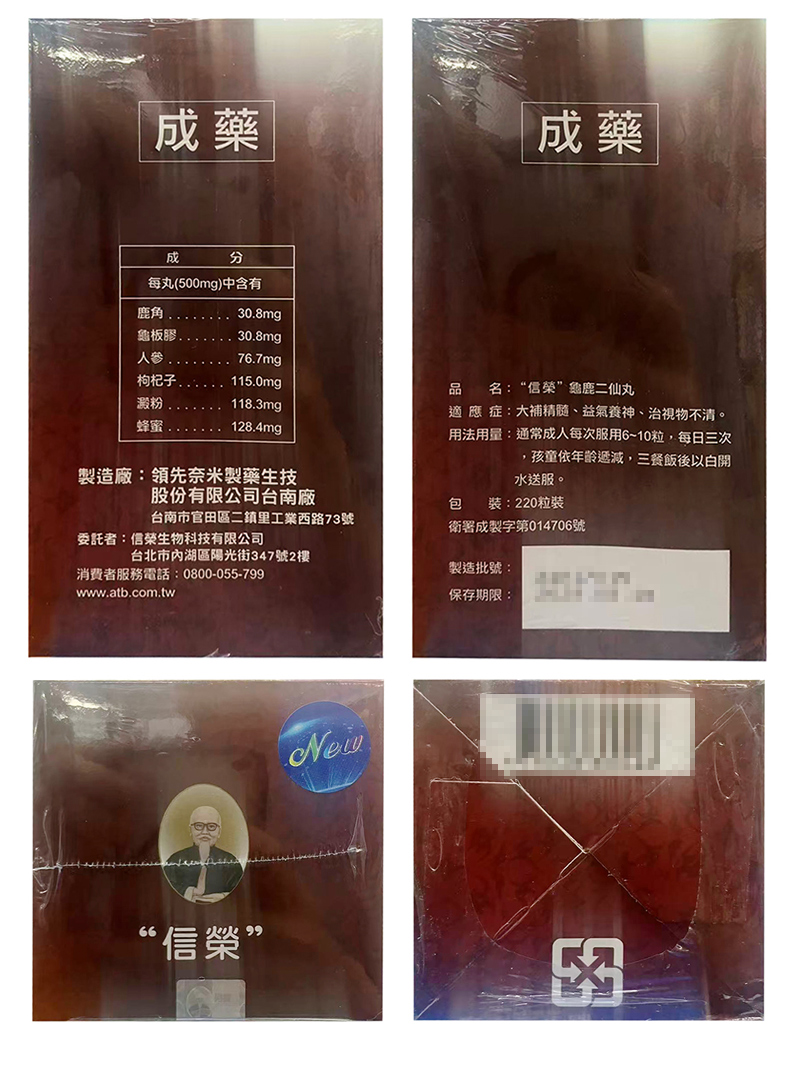 成藥
成 分
每丸(500mg)中含有
鹿角........ 30.8mg
龜板膠....... 30.8mg
人參........ 76.7mg
枸杞子...... 115.0mg
澱粉........ 118.3mg
蜂蜜........ 128.4mg
製造廠：領先奈米製藥生技
股份有限公司台南廠
台南市官田區二鎮里工業西路73號
委託者：信榮生物科技有限公司
台北市內湖區陽光街347號2樓
消費者服務電話：0800-055-799
www.atb.com.tw
成藥
品 名：“信榮”龜鹿二仙丸
適應症：大補精髓、益氣養神、治視物不清。
用法用量：通常成人每次服用6~10粒，每日三次
，孩童依年齡遞減，三餐飯後以白開
水送服。
包 裝：220粒裝
衛署成製字第014706號
製造批號：
保存期限：
New
“信榮”